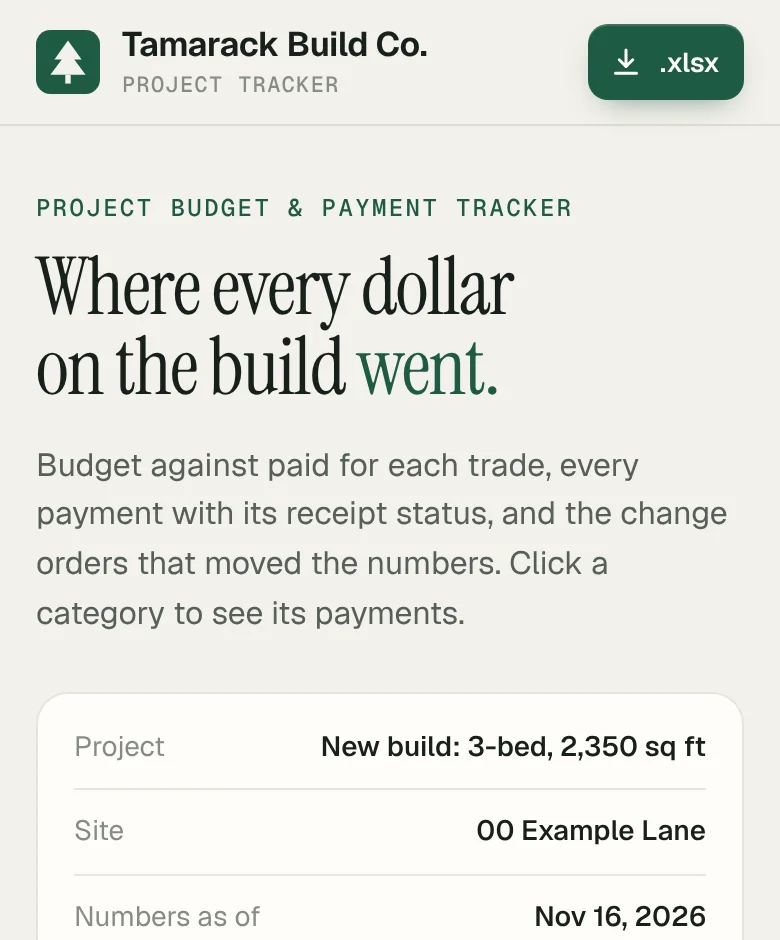 Tamarack Build Co.
PROJECT TRACKER
.xlsx
PROJECT BUDGET & PAYMENT TRACKER
Where every dollar
on the build went.
Budget against paid for each trade, every
payment with its receipt status, and the change
orders that moved the numbers. Click a
category to see its payments.
Project New build: 3-bed, 2,350 sq ft
Site 00 Example Lane
Numbers as of Nov 16, 2026